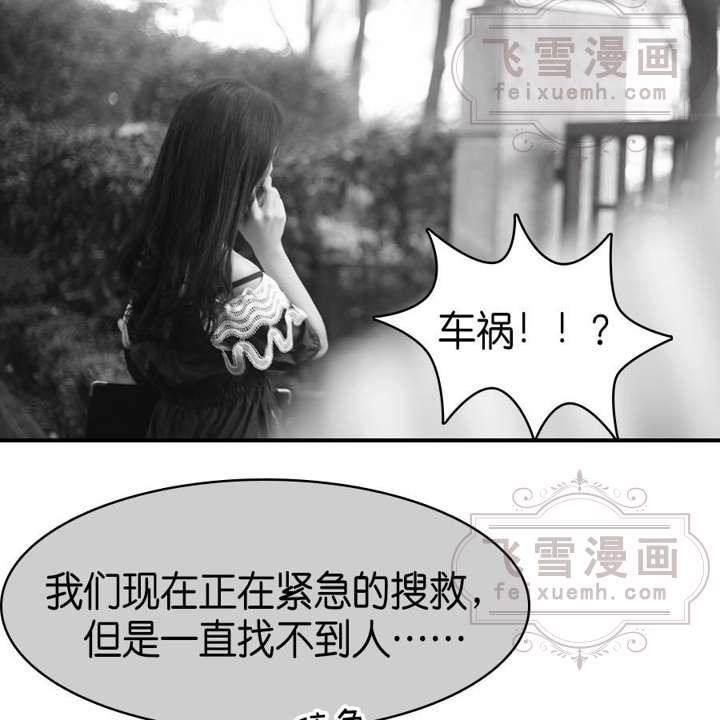 飞雪漫画
feixuemh.com
车祸！！？
飞雪漫画
feixuemh.com
我们现在正在紧急的搜救，
但是一直找不到人……